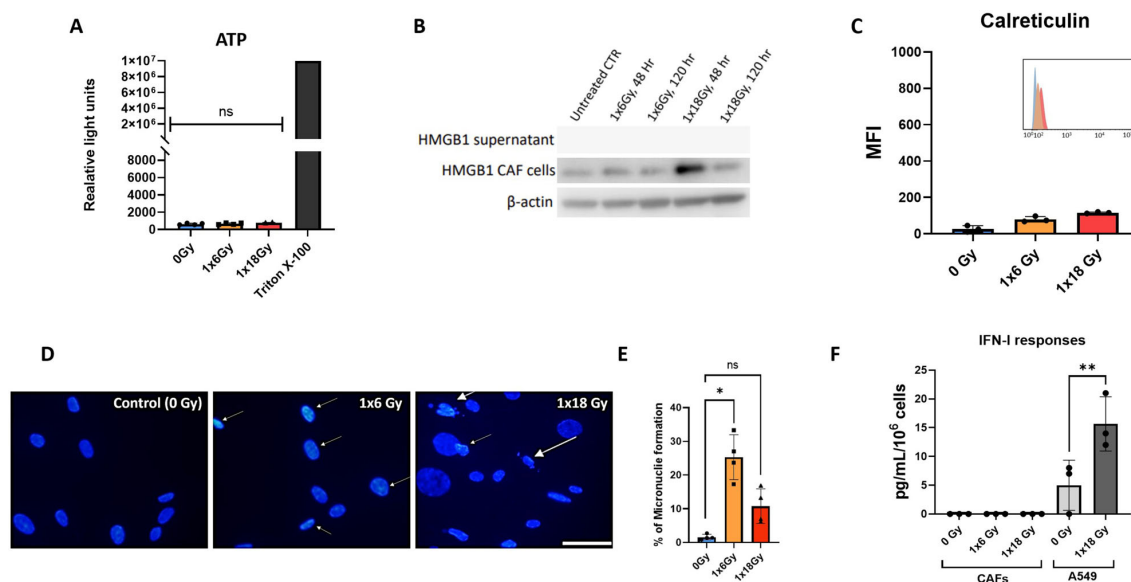 A
ATP
Realative light units
1×10⁷
8×10⁶
6×10⁶
4×10⁶
2×10⁶
8000
6000
4000
2000
0
ns
0Gy
1x6Gy
1x18Gy
Triton X-100
B
Untreated CTR
1x6Gy, 48 Hr
1x6Gy, 120 hr
1x18Gy, 48 hr
1x18Gy, 120 hr
HMGB1 supernatant
HMGB1 CAF cells
β-actin
C
Calreticulin
MFI
1000
800
600
400
200
0
10³
10⁴
0 Gy
1x6 Gy
1x18 Gy
D
Control (0 Gy)
1x6 Gy
1x18 Gy
E
% of Micronuclie formation
40
30
20
10
0
ns
*
0Gy
1x6Gy
1x18Gy
F
IFN-I responses
pg/mL/10⁶ cells
25
20
15
10
5
0
**
0 Gy
1x6 Gy
1x18 Gy
0 Gy
1x18 Gy
CAFs
A549